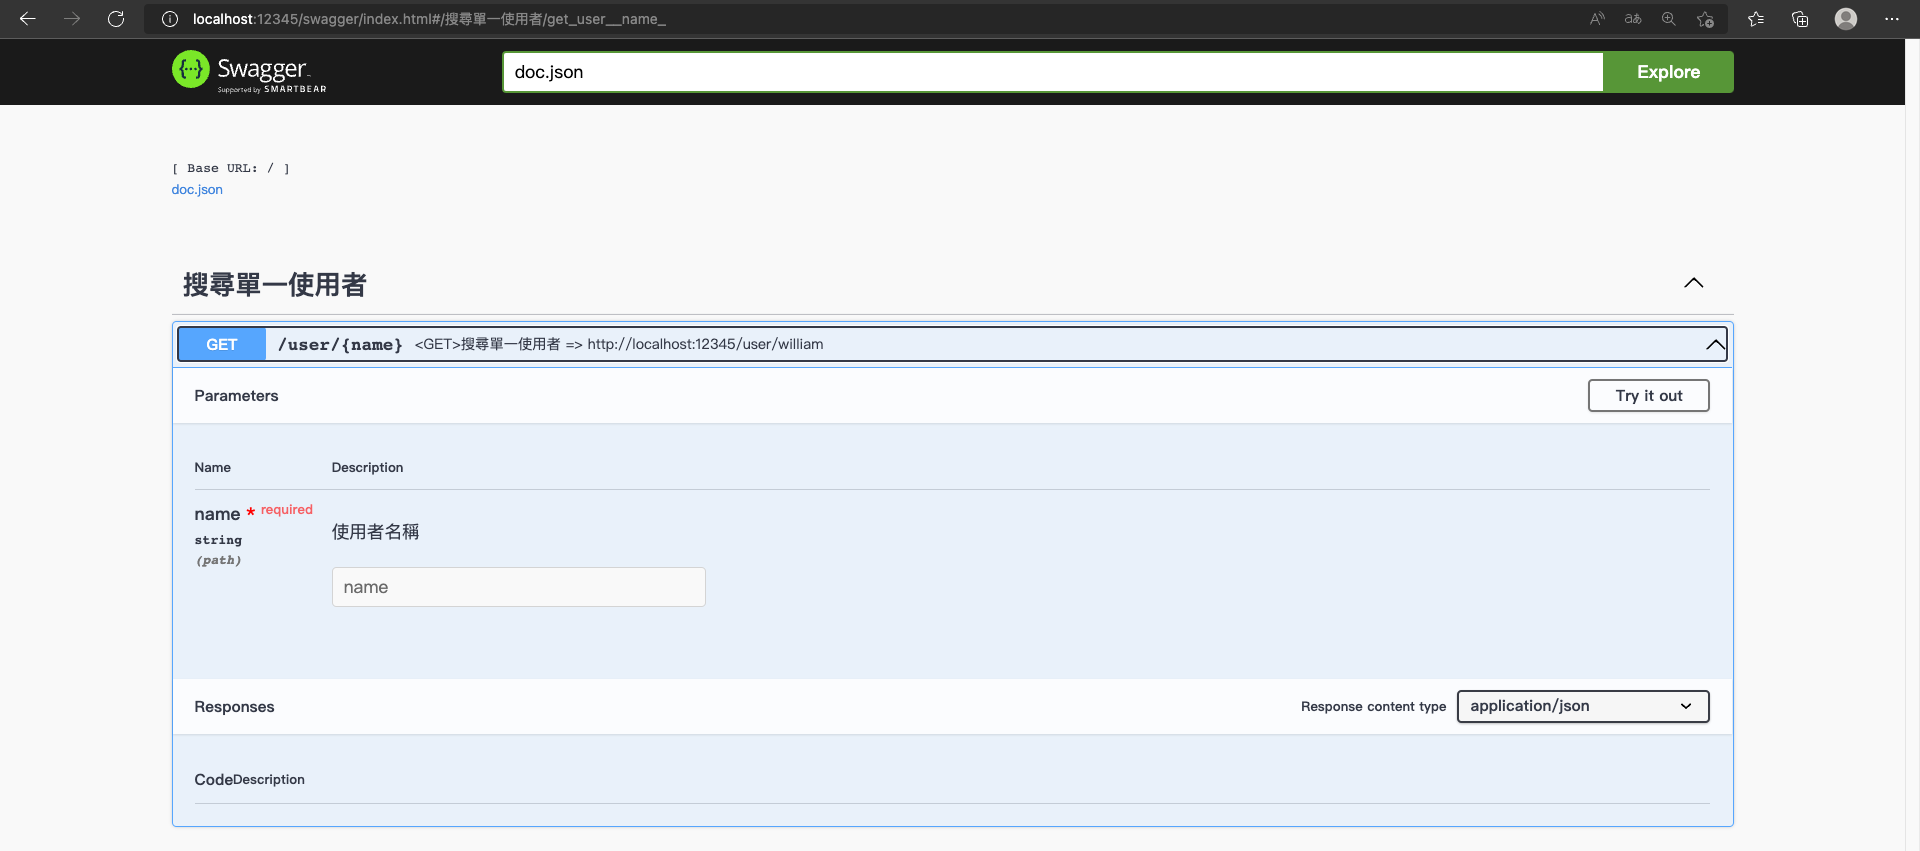 localhost:12345/swagger/index.html#/搜尋單一使用者/get_user__name_
Swagger
Supported by SMARTBEAR
doc.json
Explore
[ Base URL: / ]
doc.json
搜尋單一使用者
GET /user/{name} <GET>搜尋單一使用者 => http://localhost:12345/user/william
Parameters
Try it out
Name Description
name * required
string
(path)
使用者名稱
name
Responses
Response content type application/json
Code Description